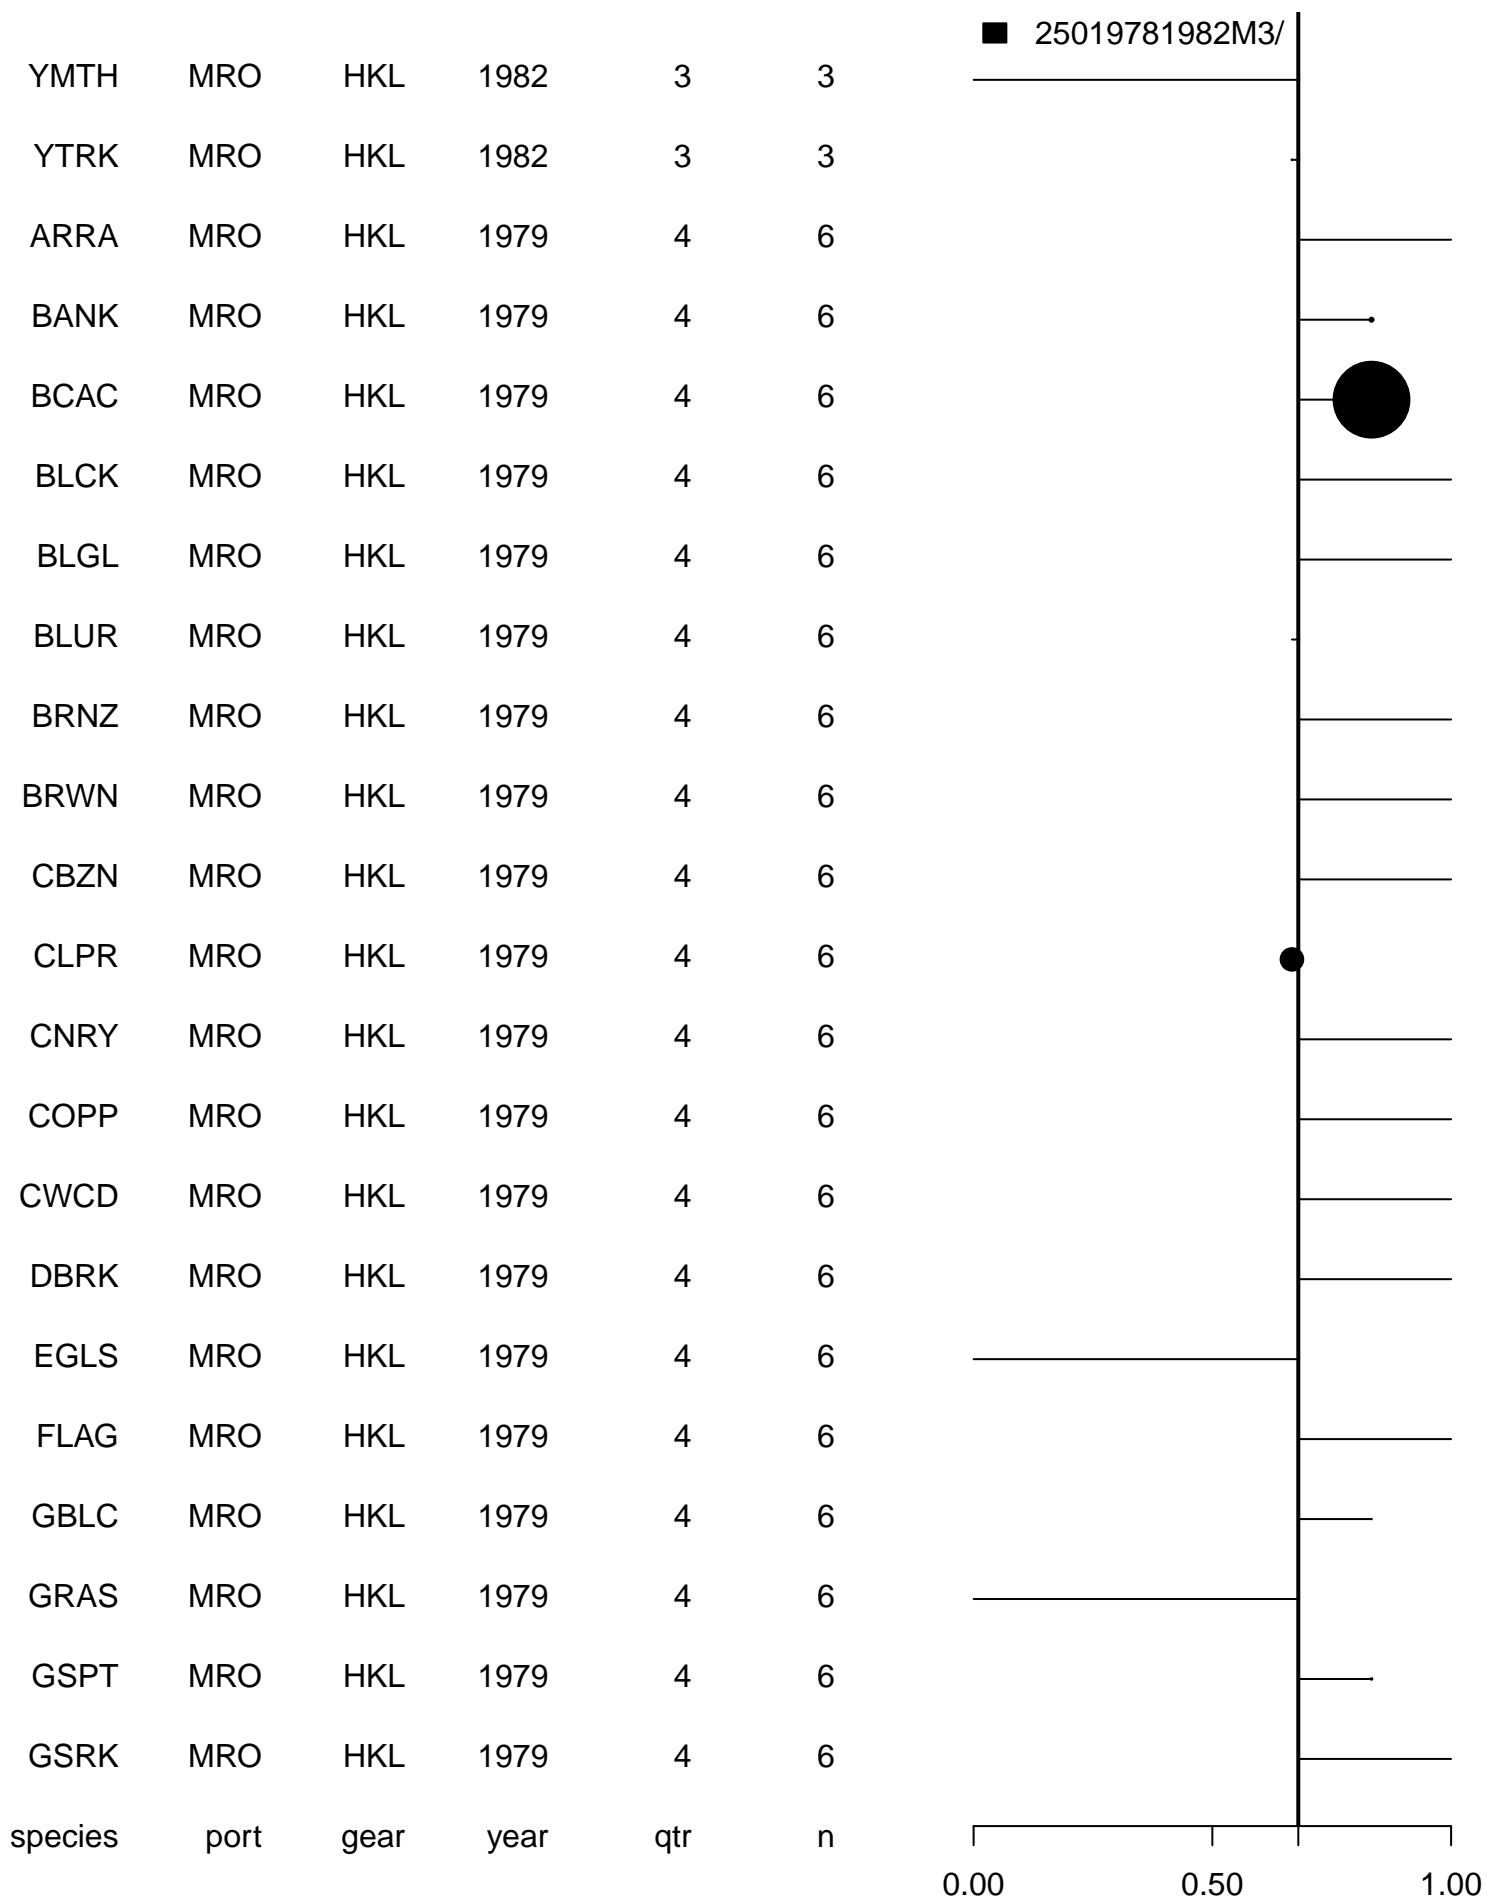 25019781982M3/
YMTH MRO HKL 1982 3 3
YTRK MRO HKL 1982 3 3
ARRA MRO HKL 1979 4 6
BANK MRO HKL 1979 4 6
BCAC MRO HKL 1979 4 6
BLCK MRO HKL 1979 4 6
BLGL MRO HKL 1979 4 6
BLUR MRO HKL 1979 4 6
BRNZ MRO HKL 1979 4 6
BRWN MRO HKL 1979 4 6
CBZN MRO HKL 1979 4 6
CLPR MRO HKL 1979 4 6
CNRY MRO HKL 1979 4 6
COPP MRO HKL 1979 4 6
CWCD MRO HKL 1979 4 6
DBRK MRO HKL 1979 4 6
EGLS MRO HKL 1979 4 6
FLAG MRO HKL 1979 4 6
GBLC MRO HKL 1979 4 6
GRAS MRO HKL 1979 4 6
GSPT MRO HKL 1979 4 6
GSRK MRO HKL 1979 4 6
species port gear year qtr n
0.00 0.50 1.00